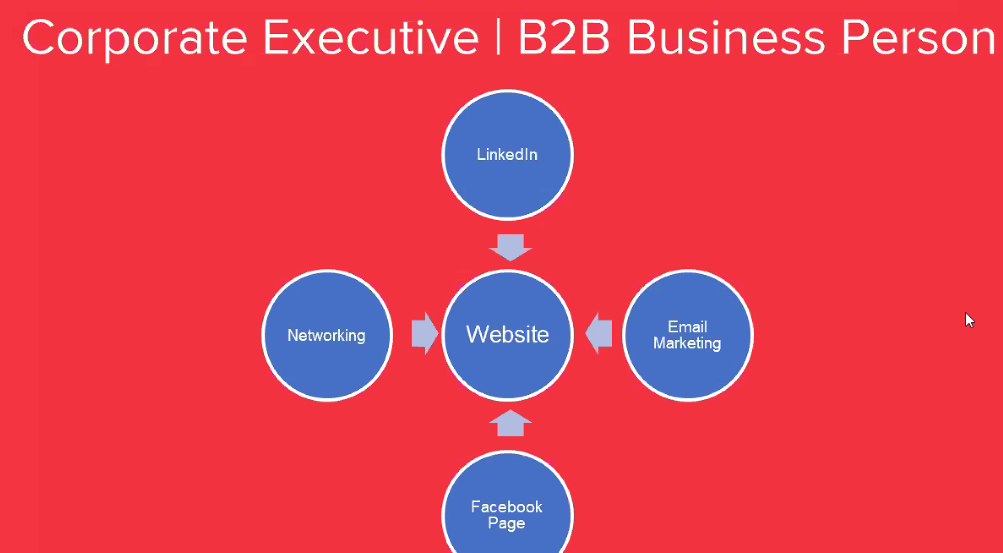 Corporate Executive | B2B Business Person
LinkedIn
Networking
Website
Email
Marketing
Facebook
Page